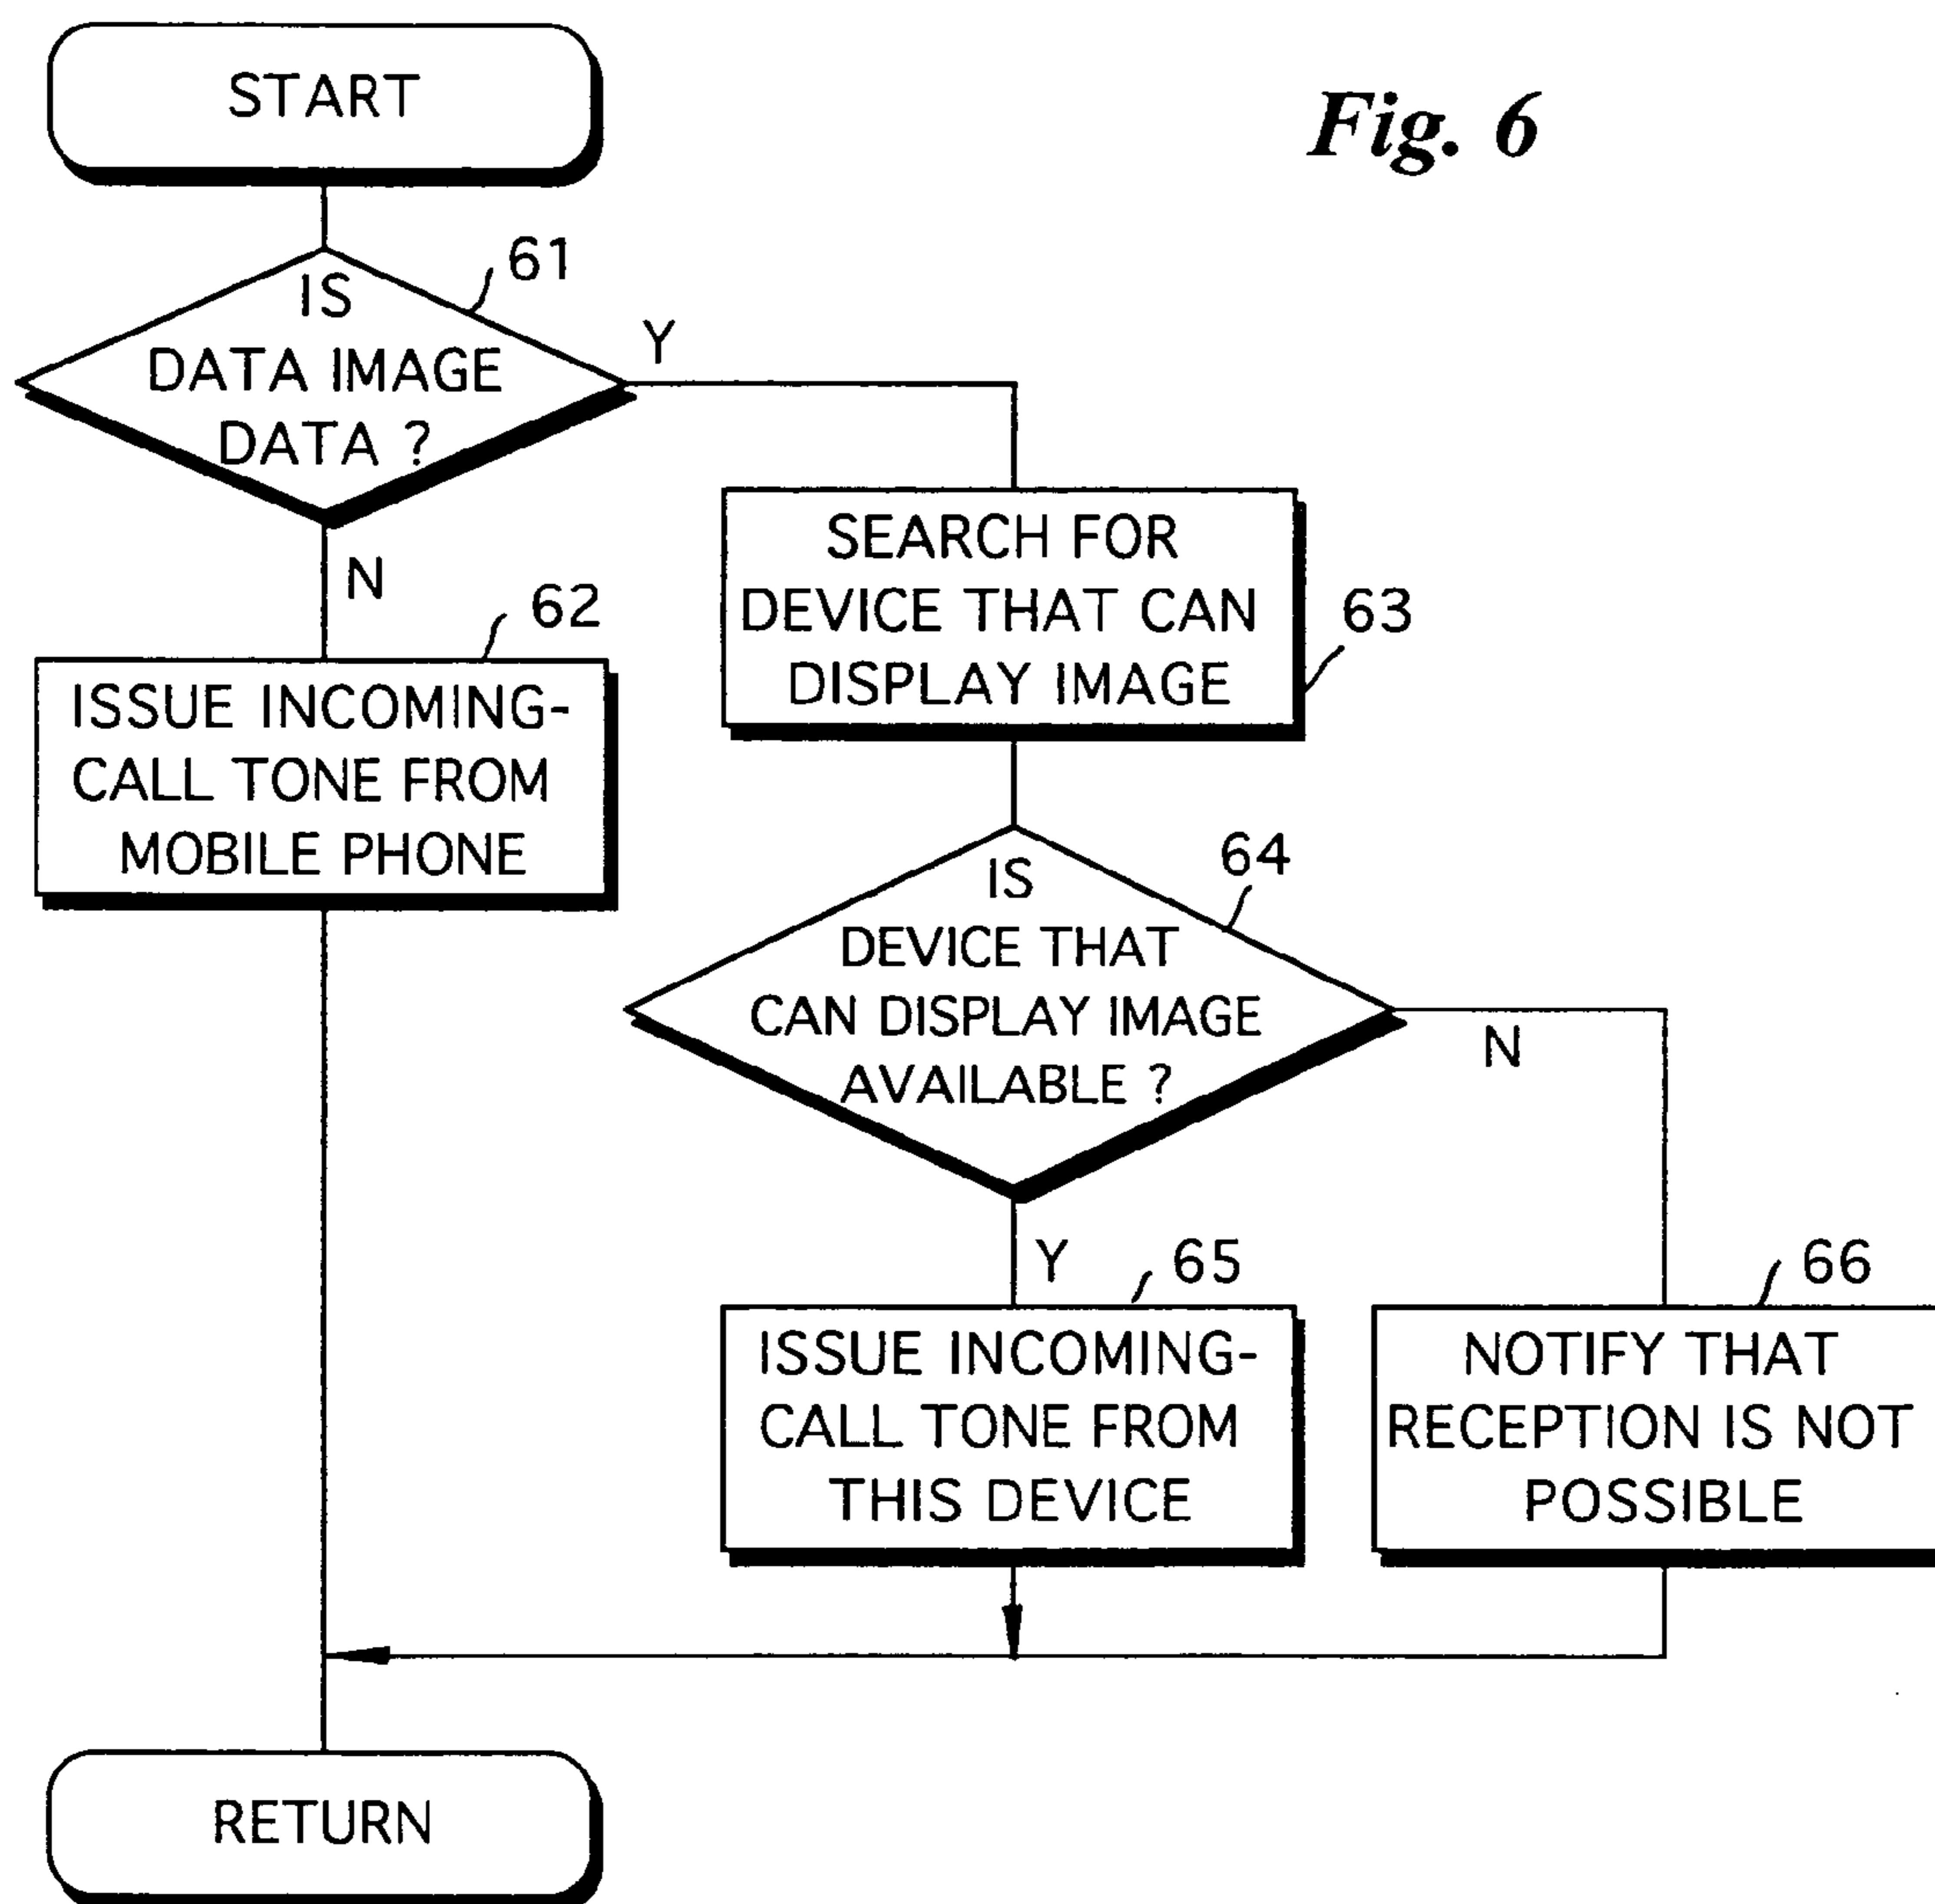 START
Fig. 6
61
IS
DATA IMAGE
DATA ?
Y
N
62
ISSUE INCOMING-
CALL TONE FROM
MOBILE PHONE
SEARCH FOR
DEVICE THAT CAN
DISPLAY IMAGE
63
64
IS
DEVICE THAT
CAN DISPLAY IMAGE
AVAILABLE ?
N
Y
65
ISSUE INCOMING-
CALL TONE FROM
THIS DEVICE
66
NOTIFY THAT
RECEPTION IS NOT
POSSIBLE
RETURN